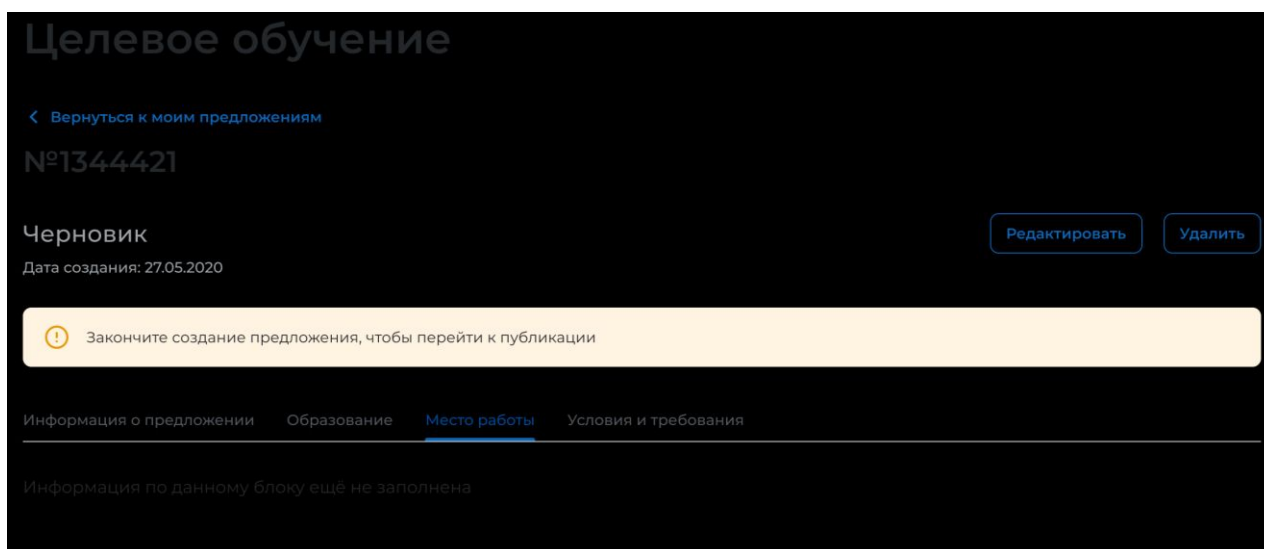 Целевое обучение
Вернуться к моим предложениям
№1344421
Черновик
Редактировать Удалить
Дата создания: 27.05.2020
Закончите создание предложения, чтобы перейти к публикации
Информация о предложении Образование Место работы Условия и требования
Информация по данному блоку ещё не заполнена